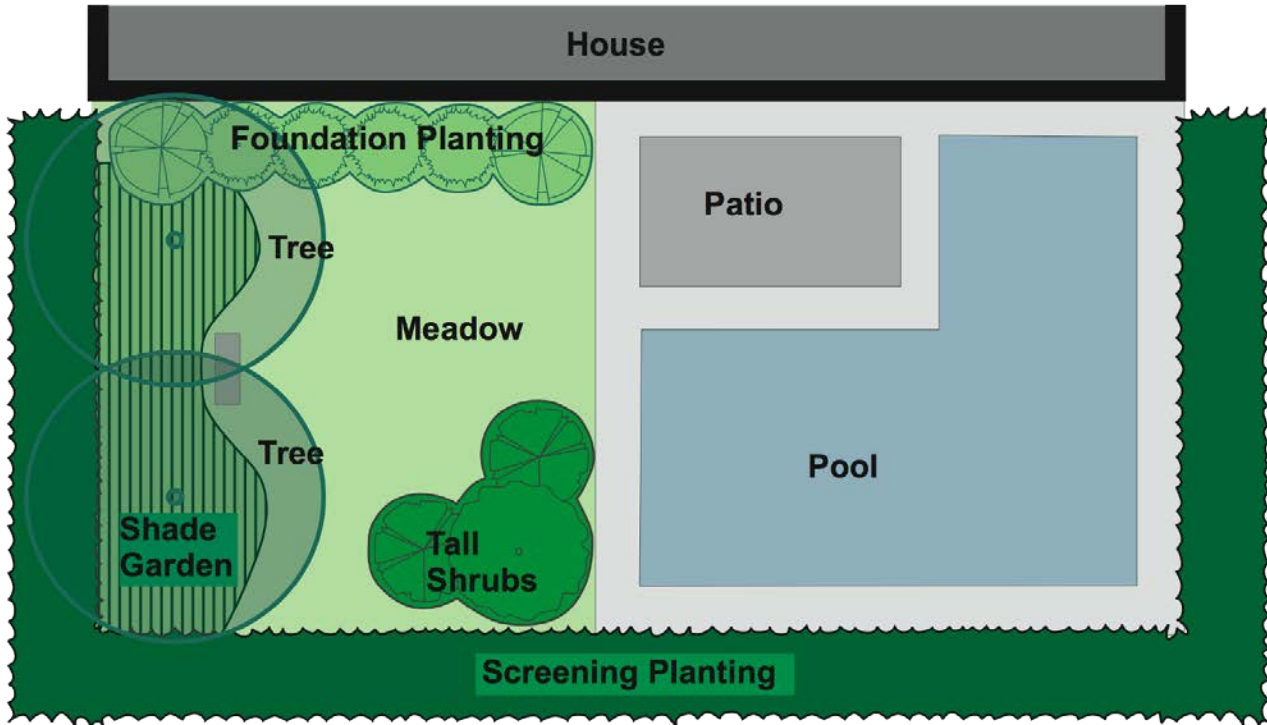 House
Foundation Planting
Patio
Tree
Meadow
Tree
Pool
Shade
Garden
Tall
Shrubs
Screening Planting